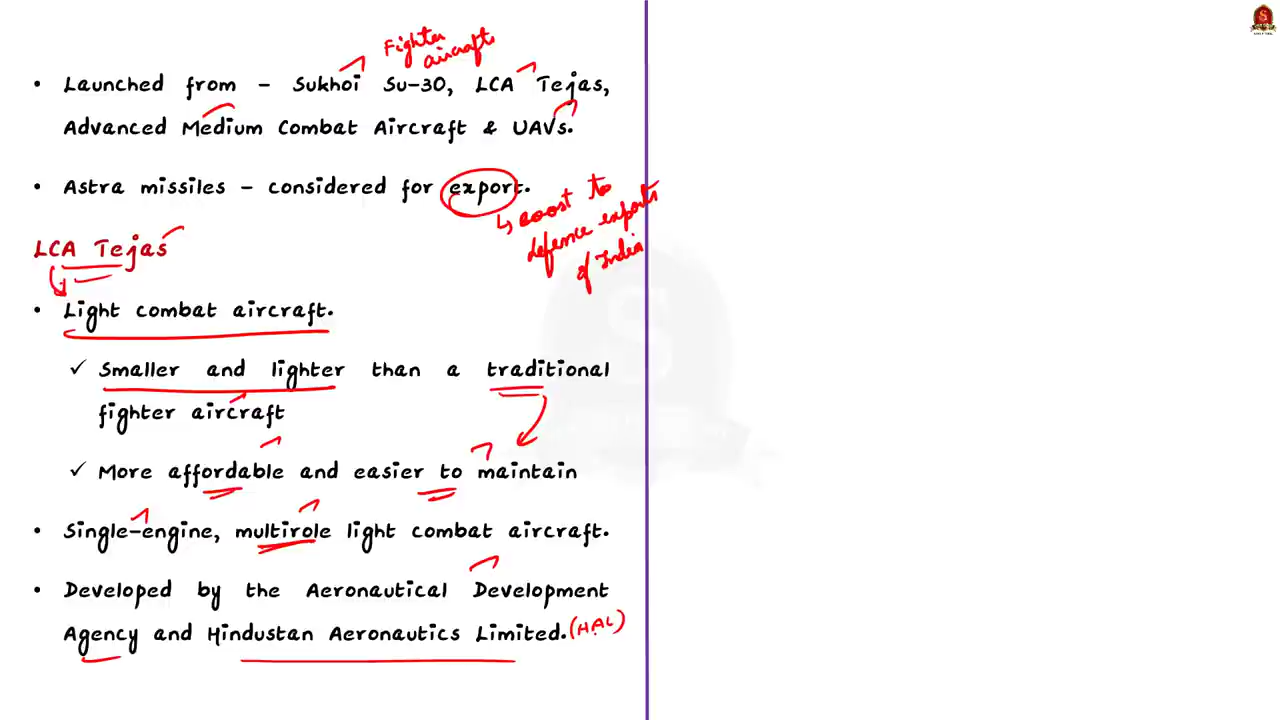 Fighter
aircrafts
• Launched from - Sukhoi Su-30, LCA Tejas,
Advanced Medium Combat Aircraft & UAVs.
• Astra missiles - considered for export.
↳ Boost to
defence exports
of India
LCA Tejas
• Light combat aircraft.
✓ Smaller and lighter than a traditional
fighter aircraft
✓ More affordable and easier to maintain
• Single-engine, multirole light combat aircraft.
• Developed by the Aeronautical Development
Agency and Hindustan Aeronautics Limited. (HAL)